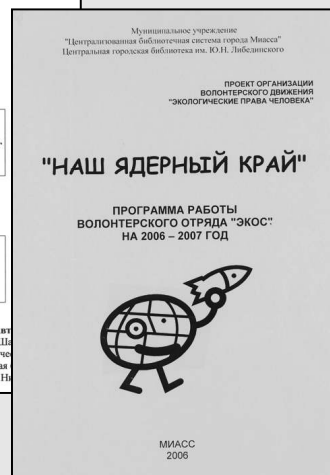 Муниципальное учреждение
"Централизованная библиотечная система города Миасса"
Центральная городская библиотека им. Ю.Н. Либединского
ПРОЕКТ ОРГАНИЗАЦИИ
ВОЛОНТЕРСКОГО ДВИЖЕНИЯ
"ЭКОЛОГИЧЕСКИЕ ПРАВА ЧЕЛОВЕКА"
"НАШ ЯДЕРНЫЙ КРАЙ"
ПРОГРАММА РАБОТЫ
ВОЛОНТЕРСКОГО ОТРЯДА "ЭКОС"
НА 2006 – 2007 ГОД
МИАСС
2006